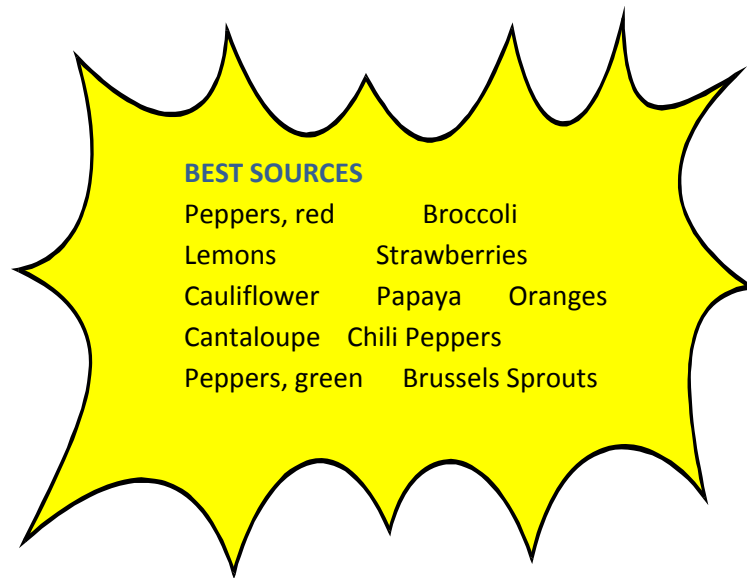 BEST SOURCES
Peppers, red Broccoli
Lemons Strawberries
Cauliflower Papaya Oranges
Cantaloupe Chili Peppers
Peppers, green Brussels Sprouts